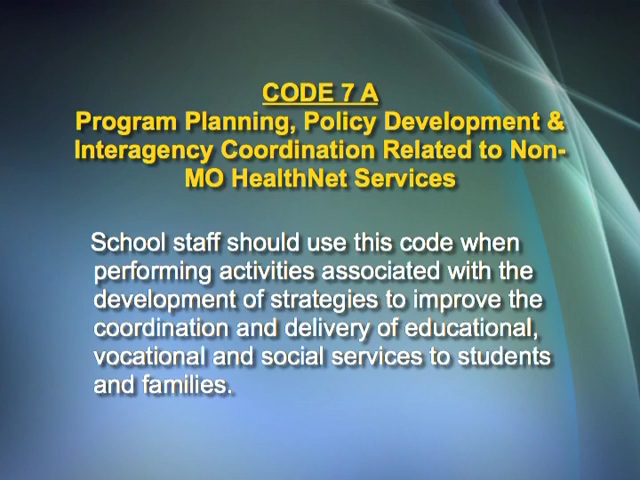 CODE 7 A
Program Planning, Policy Development &
Interagency Coordination Related to Non-
MO HealthNet Services
School staff should use this code when
performing activities associated with the
development of strategies to improve the
coordination and delivery of educational,
vocational and social services to students
and families.